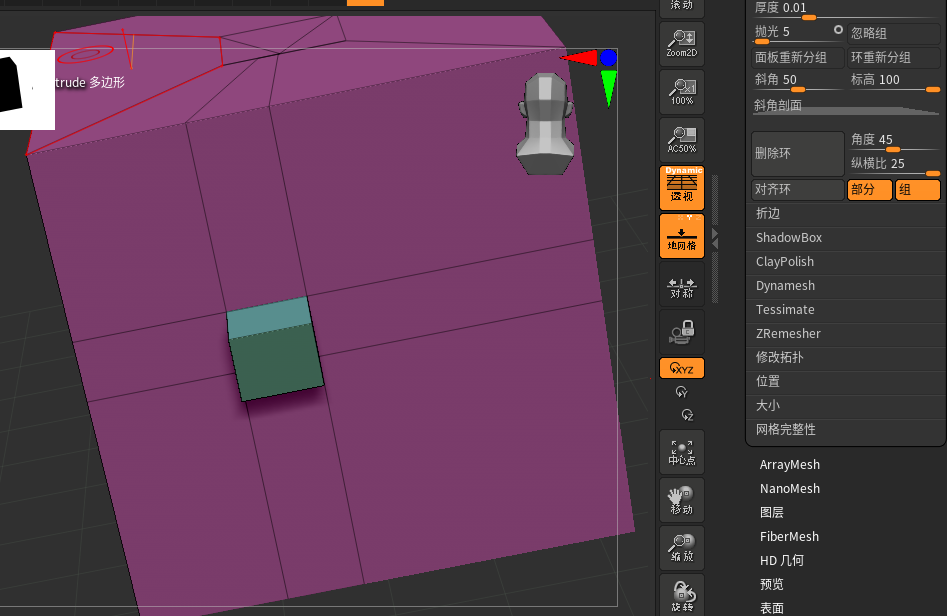 滚动
厚度 0.01
抛光 5
忽略组
Zoom2D
面板重新分组
环重新分组
trude 多边形
斜角 50
标高 100
100%
斜角剖面
AC50%
删除环
角度 45
纵横比 25
Dynamic
透视
对齐环
部分
组
折边
X Y Z
地网格
ShadowBox
ClayPolish
对称
Dynamesh
Tessimate
ZRemesher
修改拓扑
XYZ
位置
Y
大小
Z
网格完整性
中心点
ArrayMesh
NanoMesh
移动
图层
FiberMesh
缩放
HD 几何
预览
旋转
表面